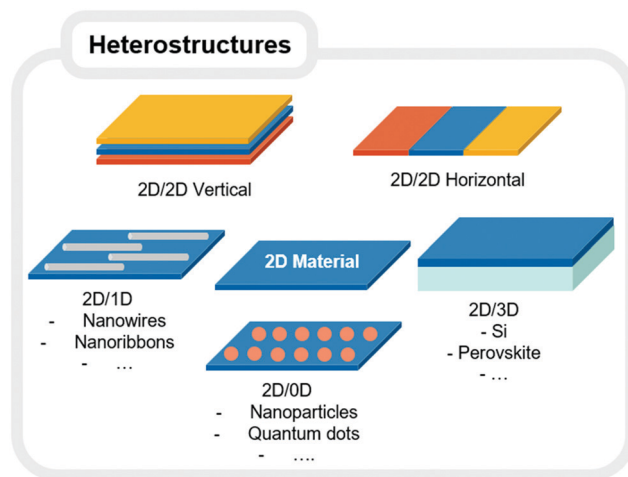 Heterostructures
2D/2D Vertical
2D/2D Horizontal
2D/1D
- Nanowires
- Nanoribbons
- ...
2D Material
2D/3D
- Si
- Perovskite
- ...
2D/0D
- Nanoparticles
- Quantum dots
- ....